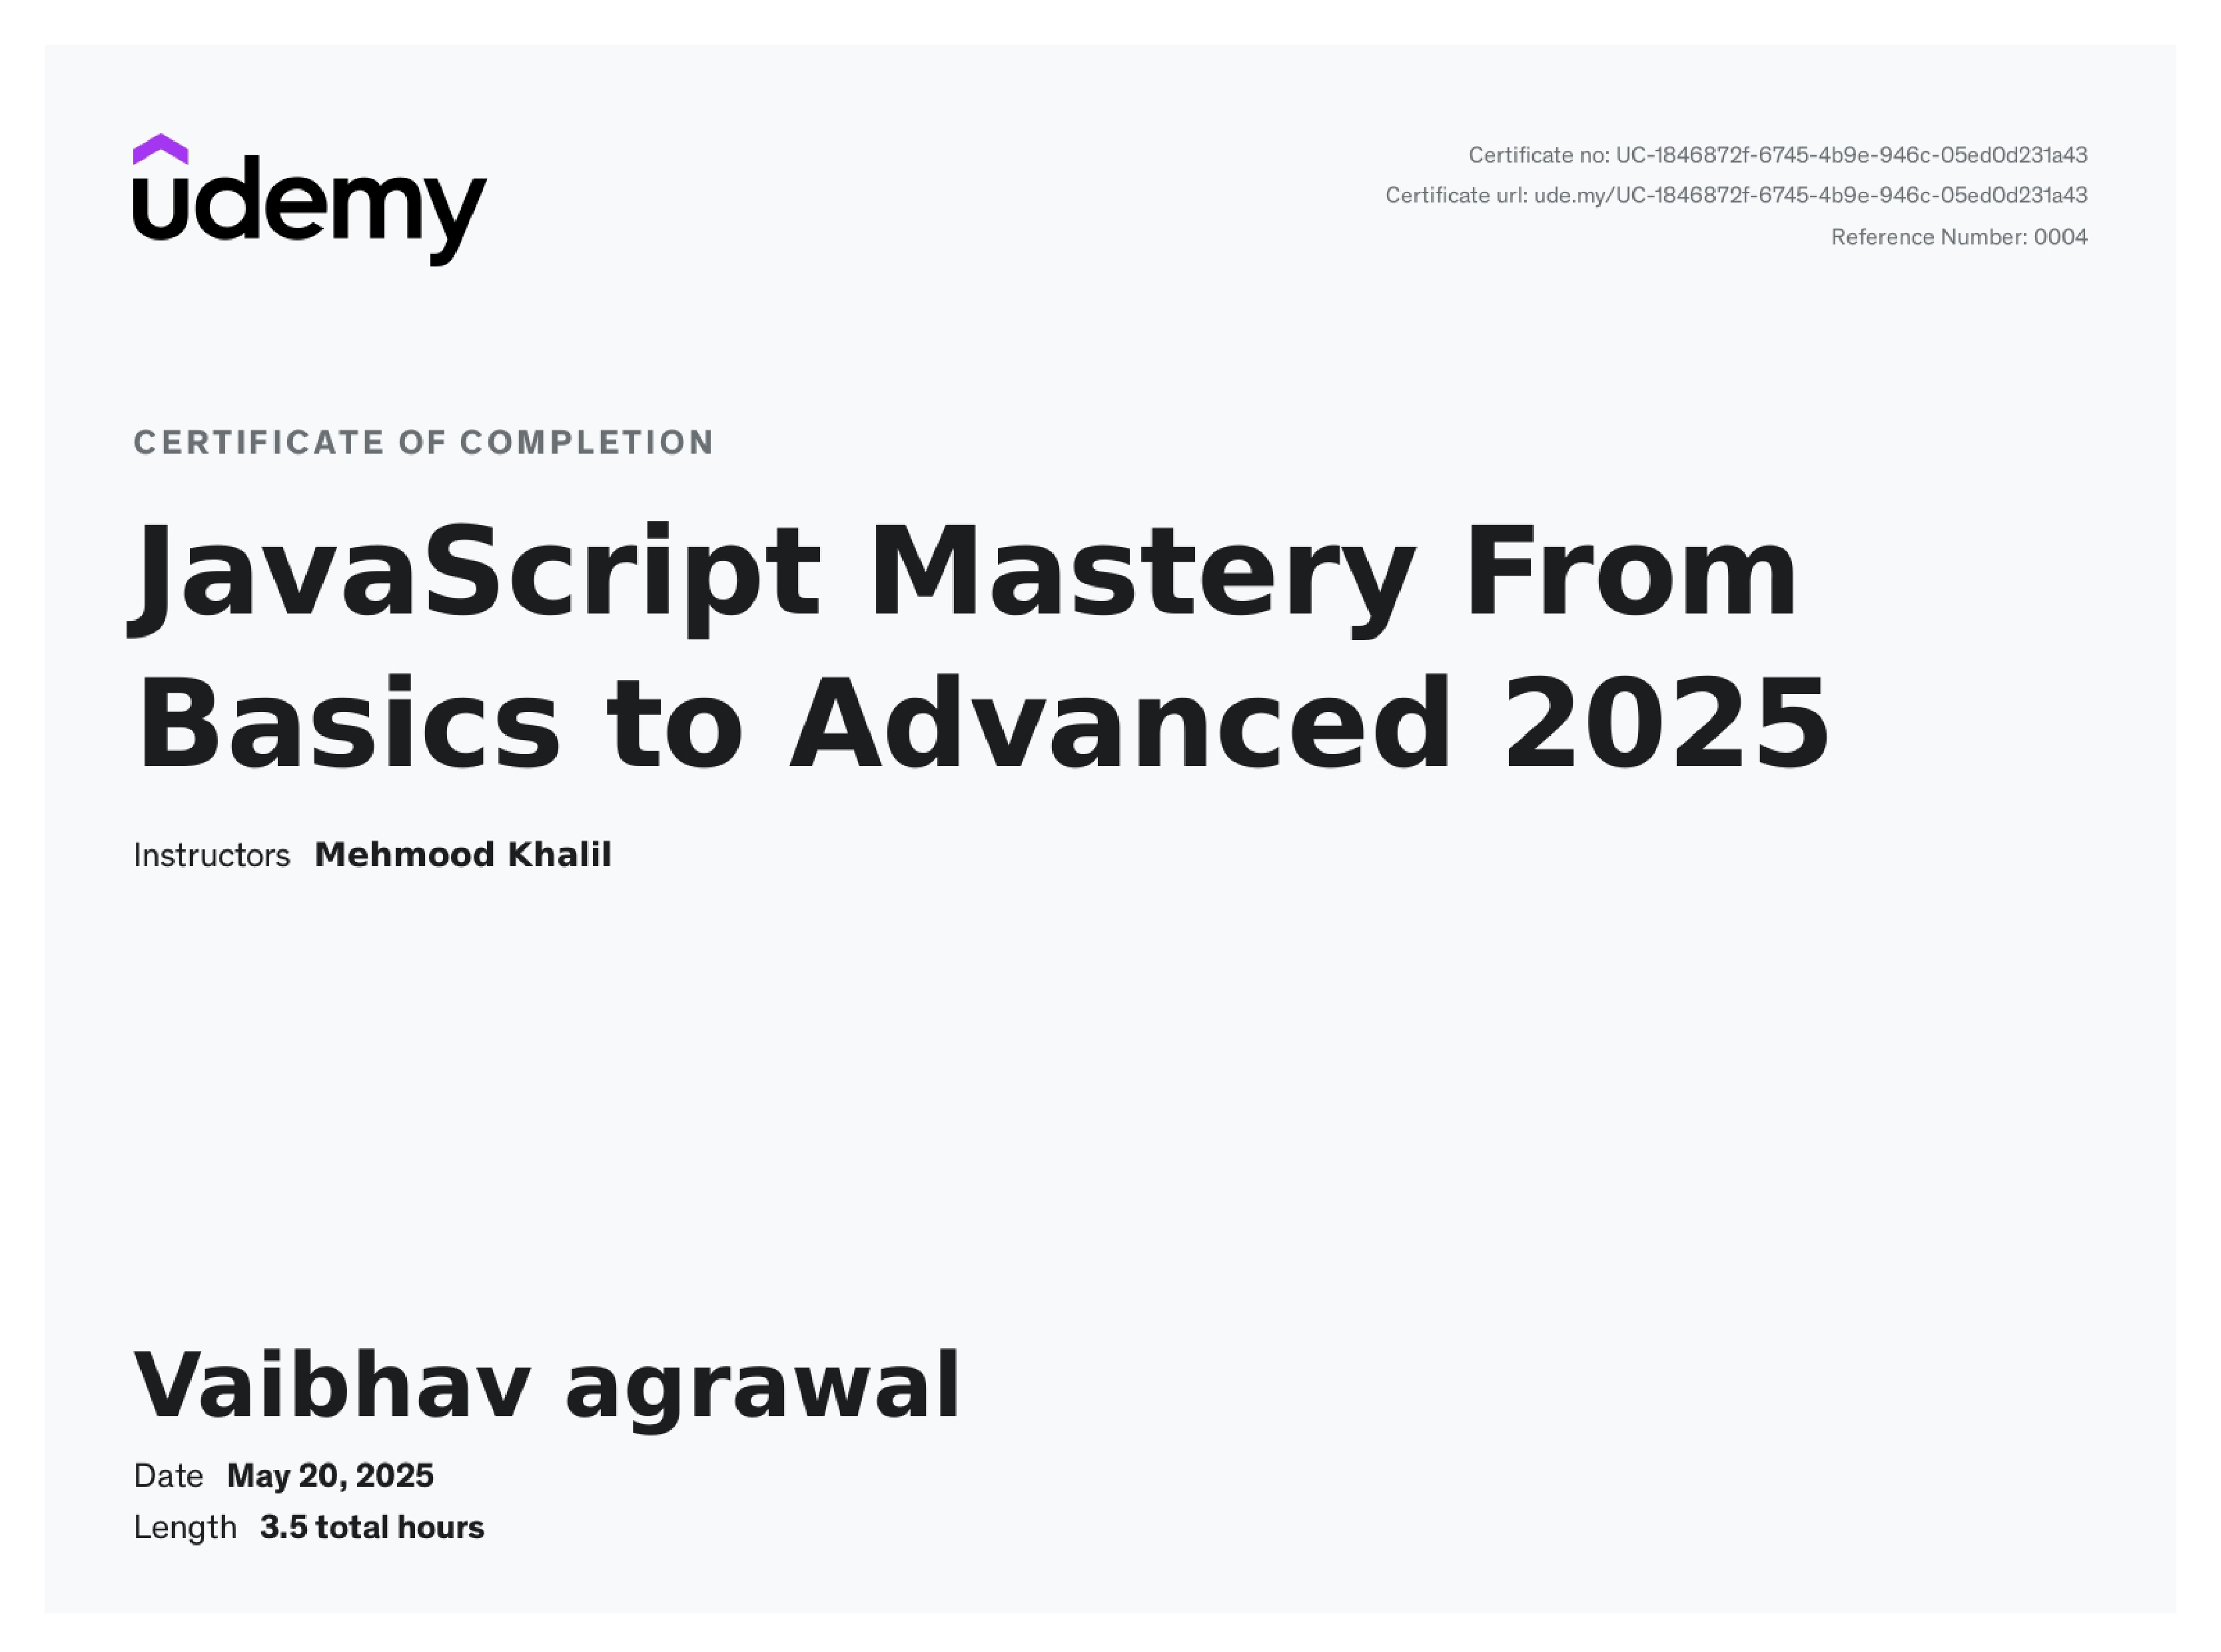 udemy
Certificate no: UC-1846872f-6745-4b9e-946c-05ed0d231a43
Certificate url: ude.my/UC-1846872f-6745-4b9e-946c-05ed0d231a43
Reference Number: 0004
CERTIFICATE OF COMPLETION
JavaScript Mastery From
Basics to Advanced 2025
Instructors Mehmood Khalil
Vaibhav agrawal
Date May 20, 2025
Length 3.5 total hours